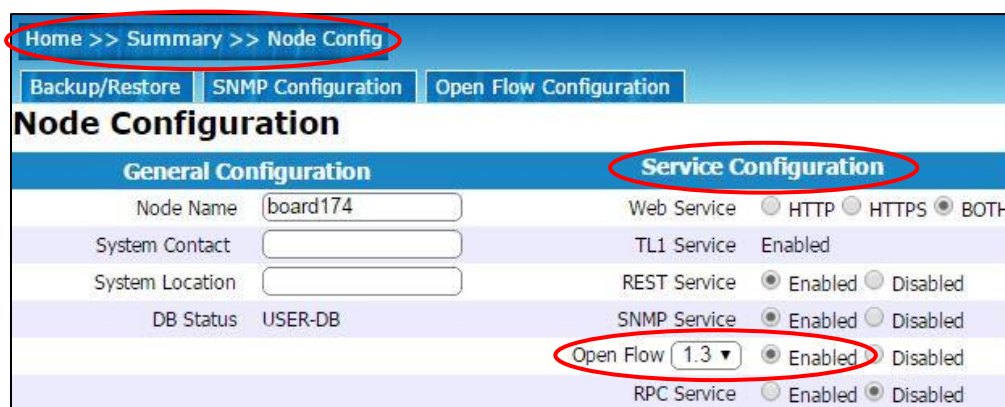 Home >> Summary >> Node Config
Backup/Restore SNMP Configuration Open Flow Configuration
Node Configuration
General Configuration Service Configuration
Node Name board174 Web Service HTTP HTTPS BOTH
System Contact TL1 Service Enabled
System Location REST Service Enabled Disabled
DB Status USER-DB SNMP Service Enabled Disabled
Open Flow 1.3 Enabled Disabled
RPC Service Enabled Disabled